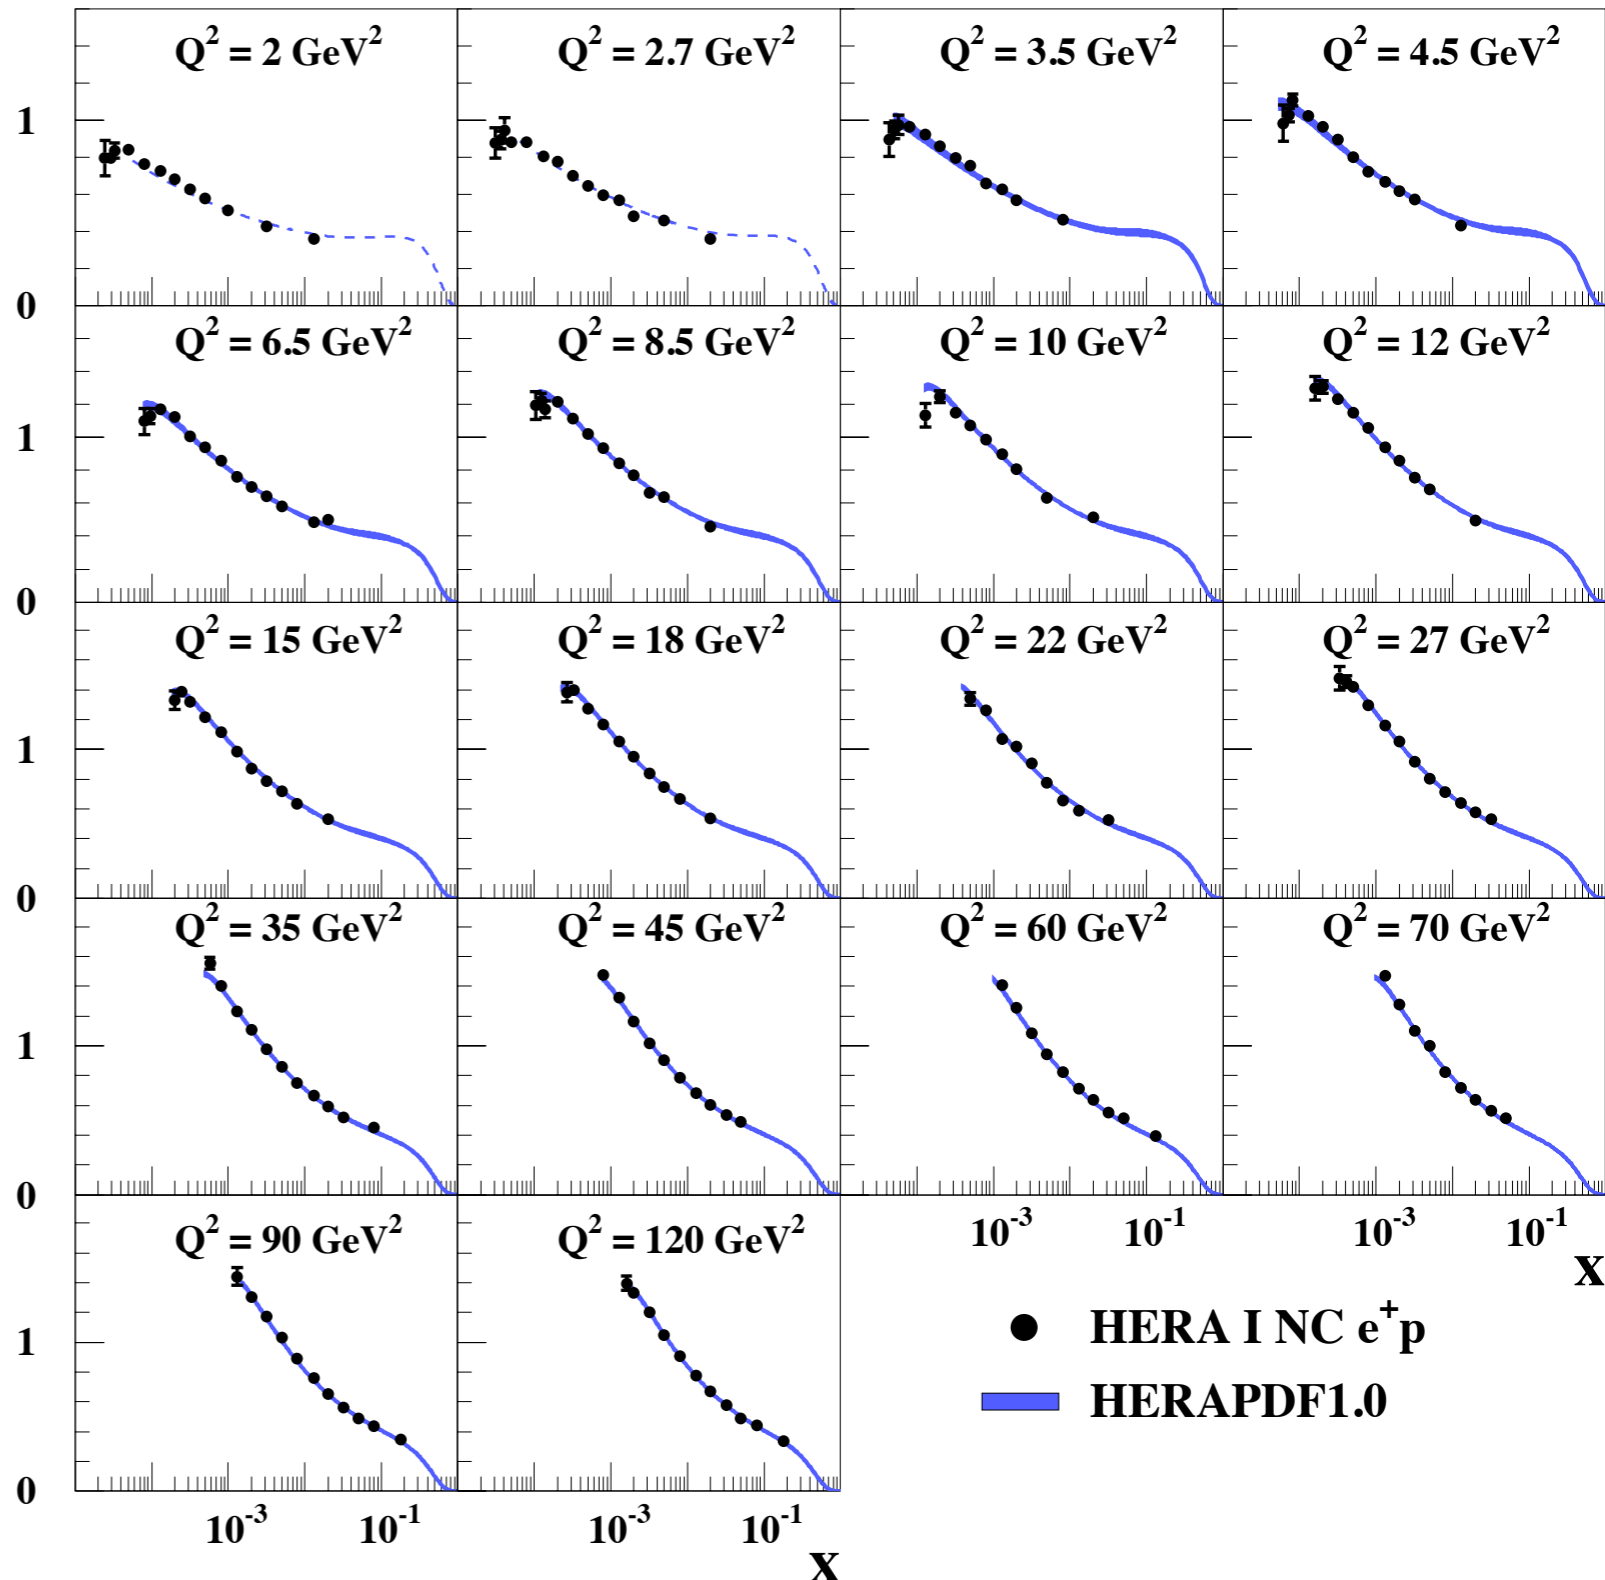 Q² = 2 GeV² Q² = 2.7 GeV² Q² = 3.5 GeV² Q² = 4.5 GeV²
1
0
Q² = 6.5 GeV² Q² = 8.5 GeV² Q² = 10 GeV² Q² = 12 GeV²
1
0
Q² = 15 GeV² Q² = 18 GeV² Q² = 22 GeV² Q² = 27 GeV²
1
0
Q² = 35 GeV² Q² = 45 GeV² Q² = 60 GeV² Q² = 70 GeV²
1
0
10⁻³ 10⁻¹ 10⁻³ 10⁻¹
x
Q² = 90 GeV² Q² = 120 GeV²
1
0
10⁻³ 10⁻¹ 10⁻³ 10⁻¹
x
HERA I NC e⁺p
HERAPDF1.0